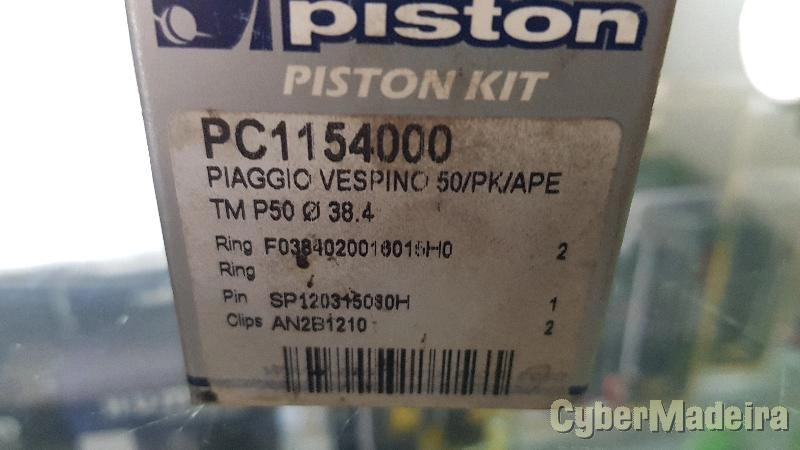 piston
PISTON KIT
PC1154000
PIAGGIO VESPINO 50/PK/APE
TM P50 Ø 38.4
Ring F0384020016015H0 2
Ring
Pin SP120315080H 1
Clips AN2B1210 2
CyberMadeira